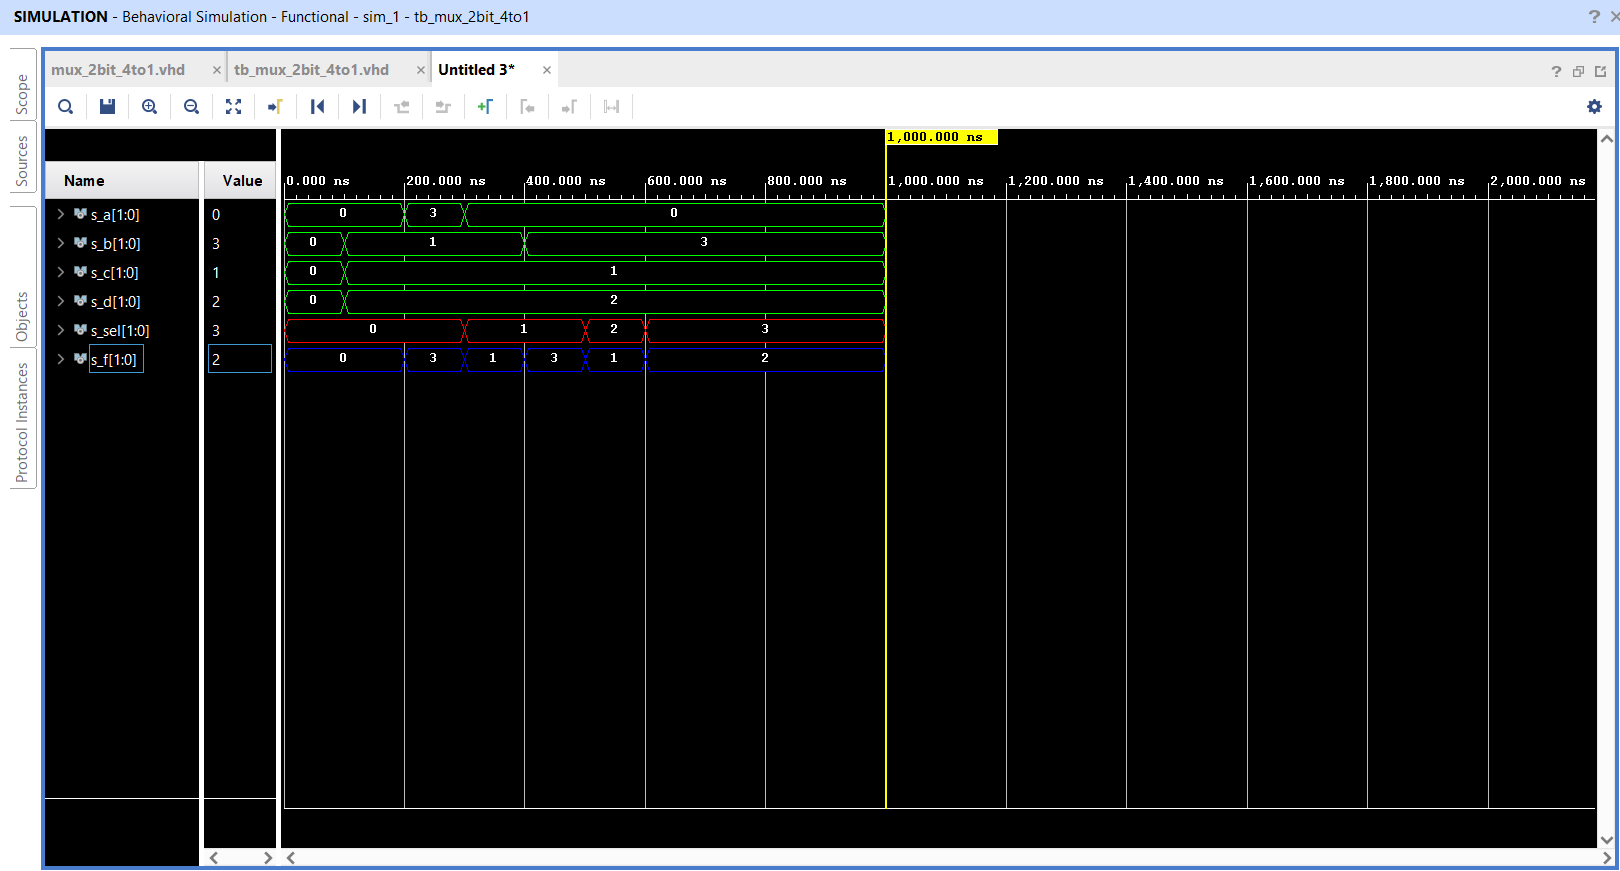 SIMULATION - Behavioral Simulation - Functional - sim_1 - tb_mux_2bit_4to1
? ×
Scope
Sources
Objects
Protocol Instances
mux_2bit_4to1.vhd × tb_mux_2bit_4to1.vhd × Untitled 3* ×
?
1,000.000 ns
Name Value
0.000 ns 200.000 ns 400.000 ns 600.000 ns 800.000 ns 1,000.000 ns 1,200.000 ns 1,400.000 ns 1,600.000 ns 1,800.000 ns 2,000.000 ns
s_a[1:0] 0 0 3 0
s_b[1:0] 3 0 1 3
s_c[1:0] 1 0 1
s_d[1:0] 2 0 2
s_sel[1:0] 3 0 1 2 3
s_f[1:0] 2 0 3 1 3 1 2